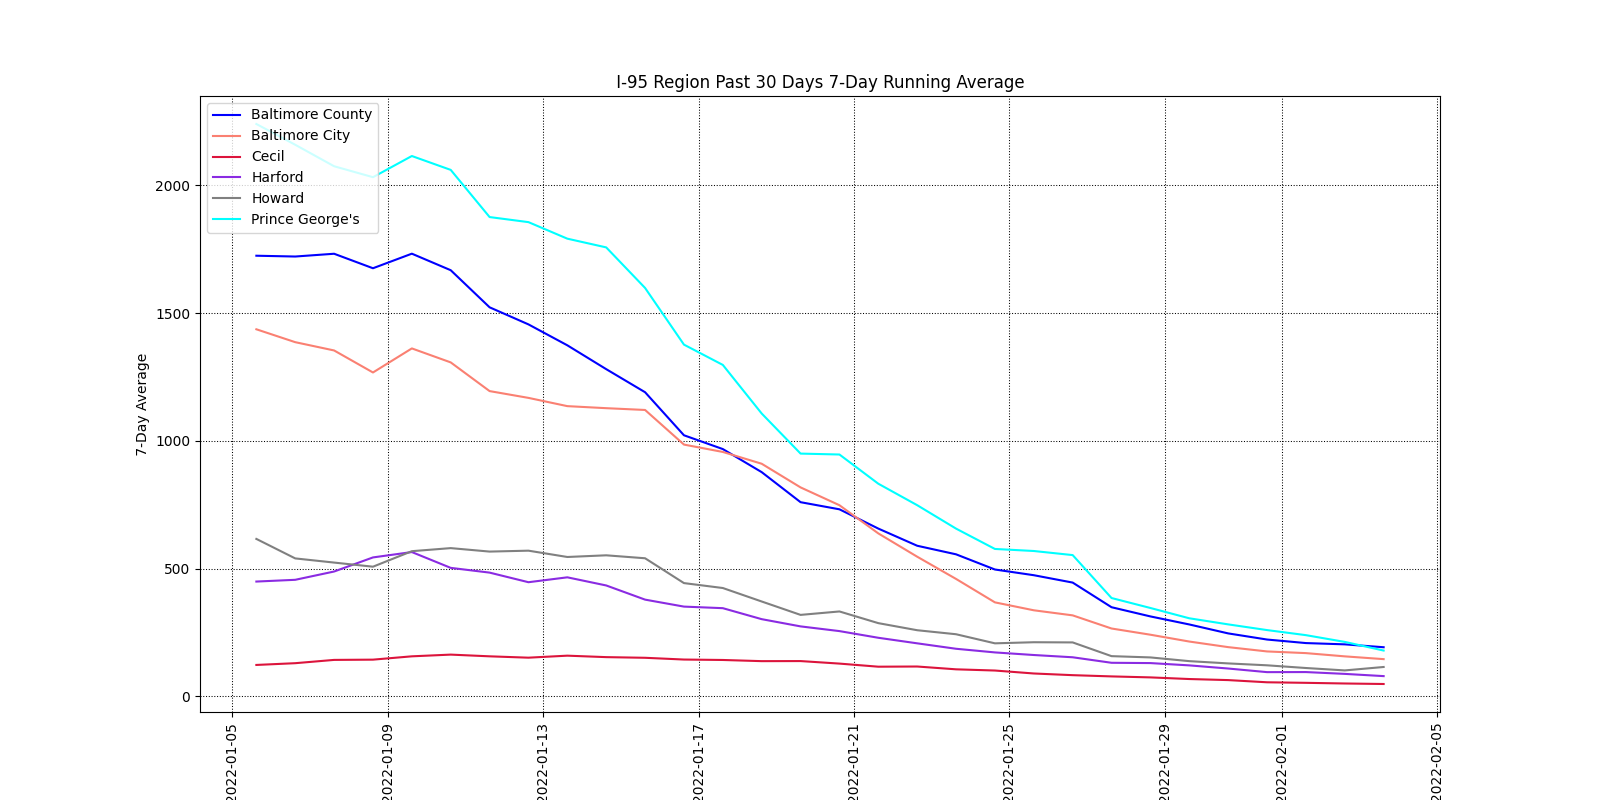 I-95 Region Past 30 Days 7-Day Running Average
Baltimore County
Baltimore City
Cecil
Harford
Howard
Prince George's
7-Day Average
2000
1500
1000
500
0
2022-01-05
2022-01-09
2022-01-13
2022-01-17
2022-01-21
2022-01-25
2022-01-29
2022-02-01
2022-02-05